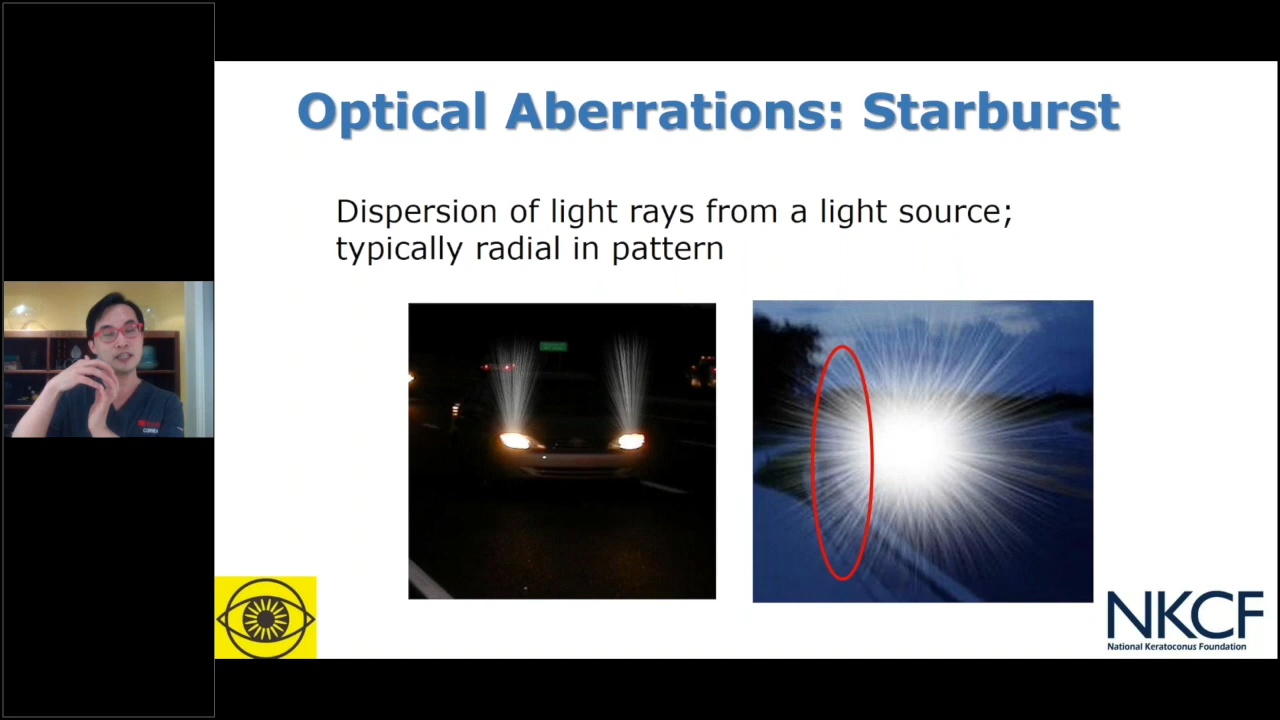 Optical Aberrations: Starburst
Dispersion of light rays from a light source;
typically radial in pattern
NKCF
National Keratoconus Foundation